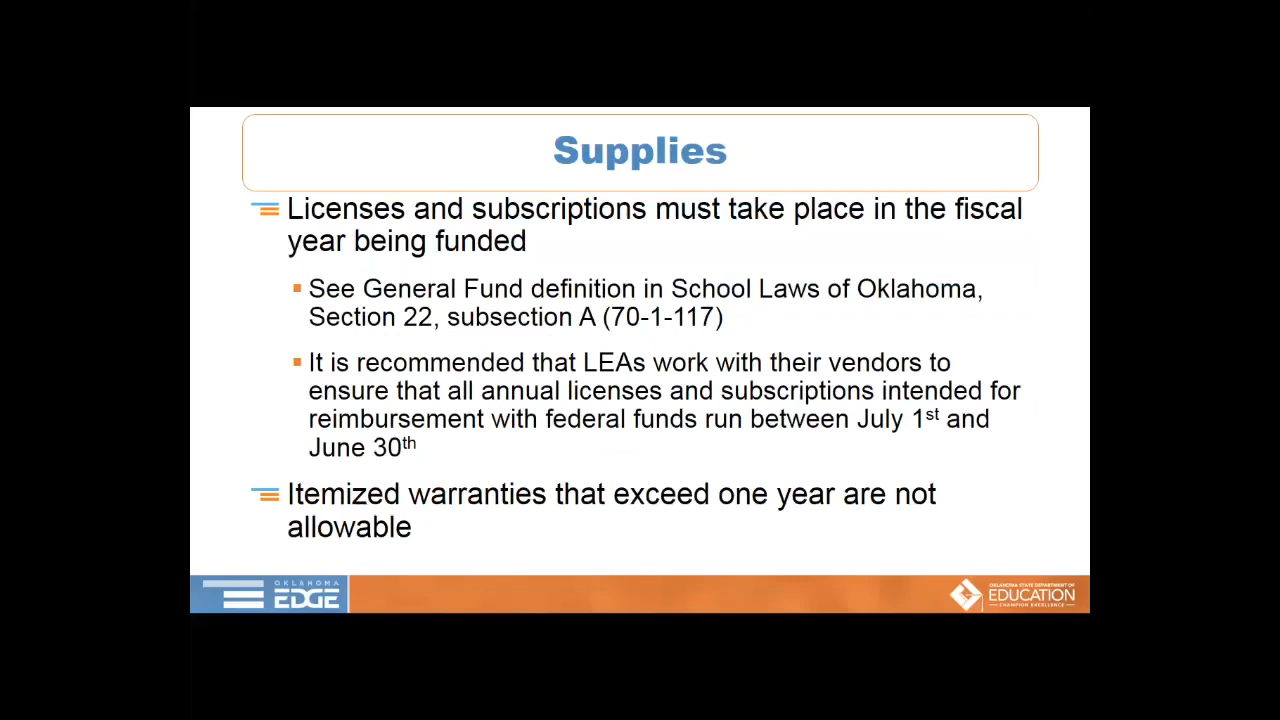 Supplies
Licenses and subscriptions must take place in the fiscal
year being funded
See General Fund definition in School Laws of Oklahoma,
Section 22, subsection A (70-1-117)
It is recommended that LEAs work with their vendors to
ensure that all annual licenses and subscriptions intended for
reimbursement with federal funds run between July 1st and
June 30th
Itemized warranties that exceed one year are not
allowable
OKLAHOMA
EDGE
OKLAHOMA STATE DEPARTMENT OF
EDUCATION
CHAMPION EXCELLENCE